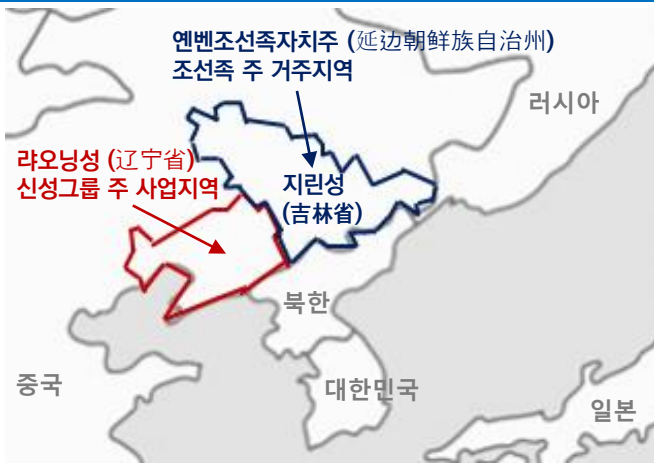 옌벤조선족자치주 (延边朝鲜族自治州)
조선족 주 거주지역
러시아
랴오닝성 (辽宁省)
신성그룹 주 사업지역
지린성
(吉林省)
북한
중국
대한민국
일본